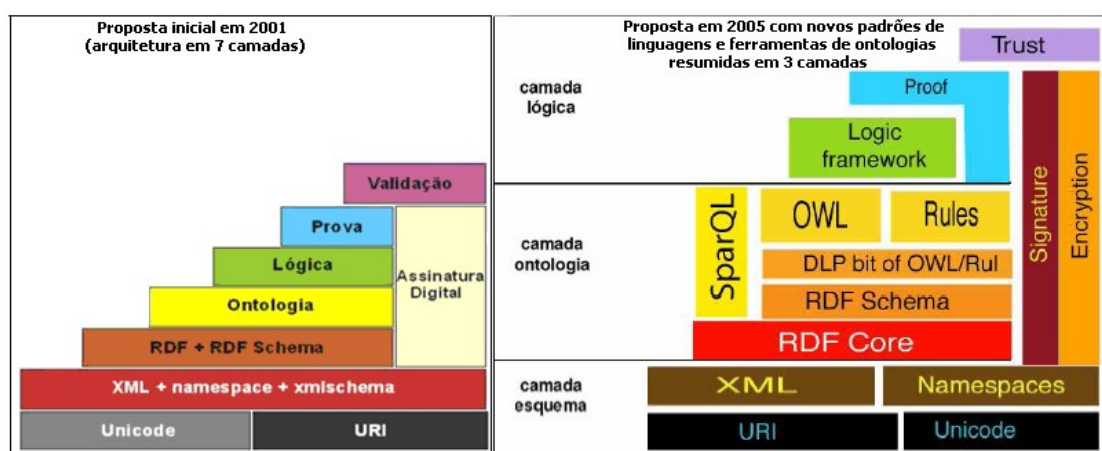 Proposta inicial em 2001
(arquitetura em 7 camadas)
Validação
Prova
Lógica
Assinatura
Digital
Ontologia
RDF + RDF Schema
XML + namespace + xmlschema
Unicode
URI
Proposta em 2005 com novos padrões de
linguagens e ferramentas de ontologias
resumidas em 3 camadas
Trust
camada
lógica
Proof
Logic
framework
Signature
Encryption
camada
ontologia
SparQL
OWL
Rules
DLP bit of OWL/Rul
RDF Schema
RDF Core
camada
esquema
XML
Namespaces
URI
Unicode